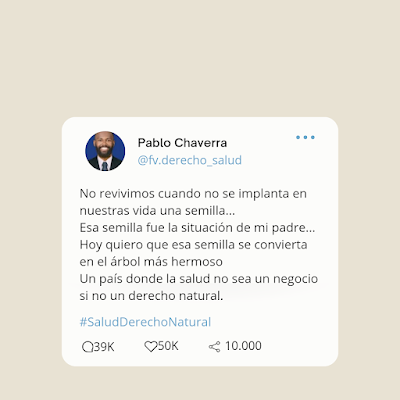 Pablo Chaverra
@fv.derecho_salud
No revivimos cuando no se implanta en
nuestras vida una semilla...
Esa semilla fue la situación de mi padre...
Hoy quiero que esa semilla se convierta
en el árbol más hermoso
Un país donde la salud no sea un negocio
si no un derecho natural.
#SaludDerechoNatural
39K 50K 10.000